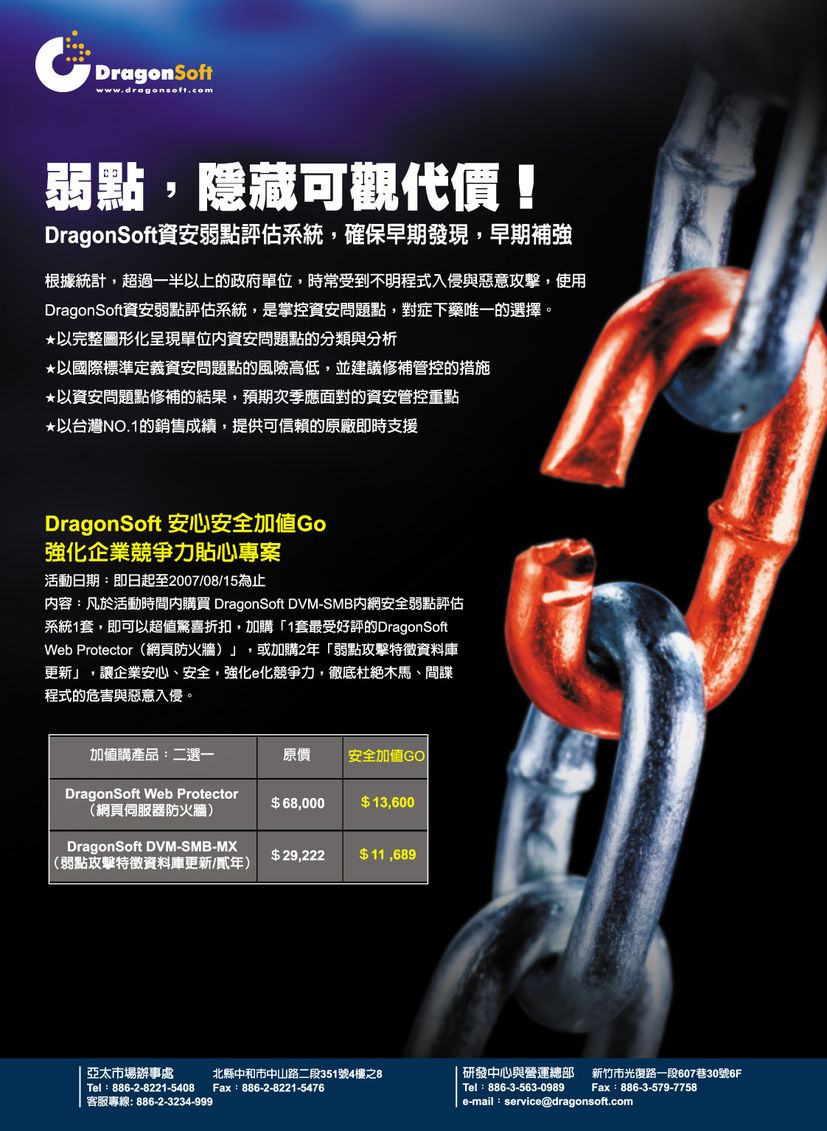 DragonSoft
www.dragonsoft.com
弱點，隱藏可觀代價！
DragonSoft資安弱點評估系統，確保早期發現，早期補強
根據統計，超過一半以上的政府單位，時常受到不明程式入侵與惡意攻擊，使用
DragonSoft資安弱點評估系統，是掌控資安問題點，對症下藥唯一的選擇。
★以完整圖形化呈現單位內資安問題點的分類與分析
★以國際標準定義資安問題點的風險高低，並建議修補管控的措施
★以資安問題點修補的結果，預期次季應面對的資安管控重點
★以台灣NO.1的銷售成績，提供可信賴的原廠即時支援
DragonSoft 安心安全加值Go
強化企業競爭力貼心專案
活動日期：即日起至2007/08/15為止
內容：凡於活動時間內購買 DragonSoft DVM-SMB內網安全弱點評估
系統1套，即可以超值驚喜折扣，加購「1套最受好評的DragonSoft
Web Protector（網頁防火牆）」，或加購2年「弱點攻擊特徵資料庫
更新」，讓企業安心、安全，強化e化競爭力，徹底杜絕木馬、間諜
程式的危害與惡意入侵。
加值購產品：二選一 原價 安全加值GO
DragonSoft Web Protector
（網頁伺服器防火牆） ＄68,000 ＄13,600
DragonSoft DVM-SMB-MX
（弱點攻擊特徵資料庫更新/貳年） ＄29,222 ＄11 ,689
亞太市場辦事處 北縣中和市中山路二段351號4樓之8
Tel：886-2-8221-5408 Fax：886-2-8221-5476
客服專線: 886-2-3234-999
研發中心與營運總部 新竹市光復路一段607巷30號6F
Tel：886-3-563-0989 Fax：886-3-579-7758
e-mail：service@dragonsoft.com